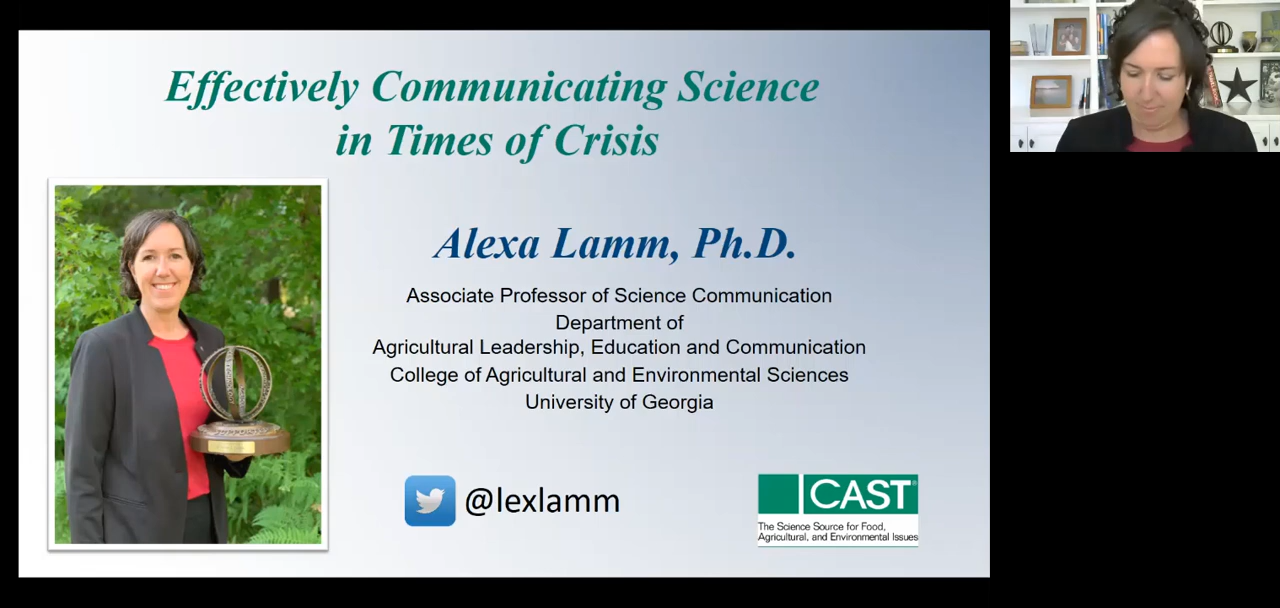 Effectively Communicating Science
in Times of Crisis
Alexa Lamm, Ph.D.
Associate Professor of Science Communication
Department of
Agricultural Leadership, Education and Communication
College of Agricultural and Environmental Sciences
University of Georgia
@lexlamm
CAST®
The Science Source for Food,
Agricultural, and Environmental Issues